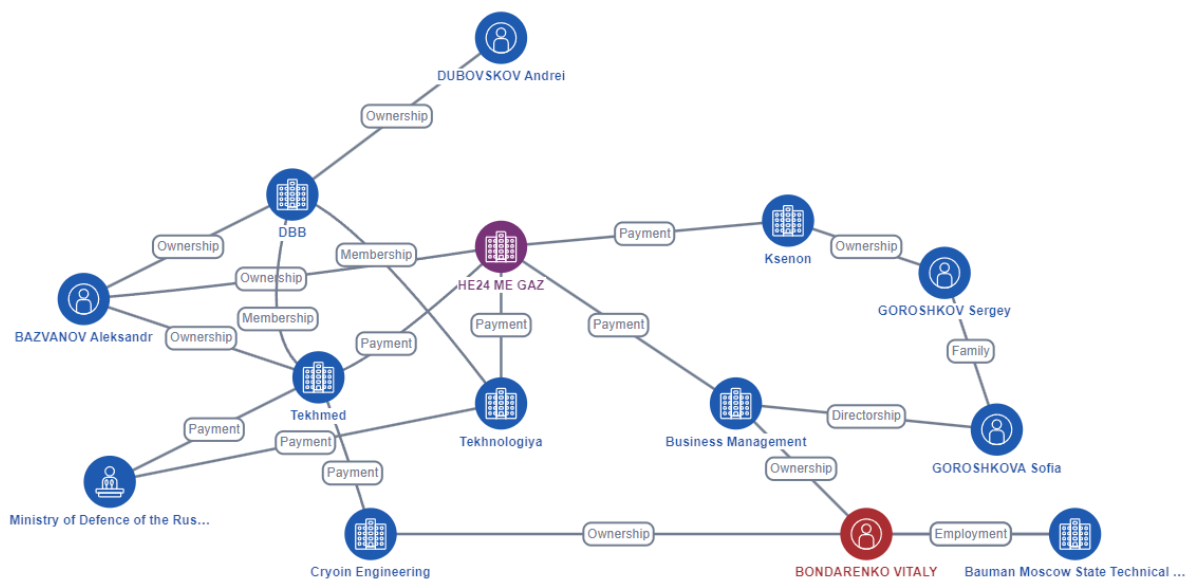 DUBOVSKOV Andrei
Ownership
DBB
Ownership
Membership
Payment
Ksenon
Ownership
Ownership
HE24 ME GAZ
GOROSHKOV Sergey
BAZVANOV Aleksandr
Membership
Ownership
Payment
Payment
Payment
Family
Tekhmed
Tekhnologiya
Business Management
Directorship
GOROSHKOVA Sofia
Payment
Payment
Payment
Ownership
Ministry of Defence of the Rus...
Ownership
Employment
Cryoin Engineering
BONDARENKO VITALY
Bauman Moscow State Technical ...